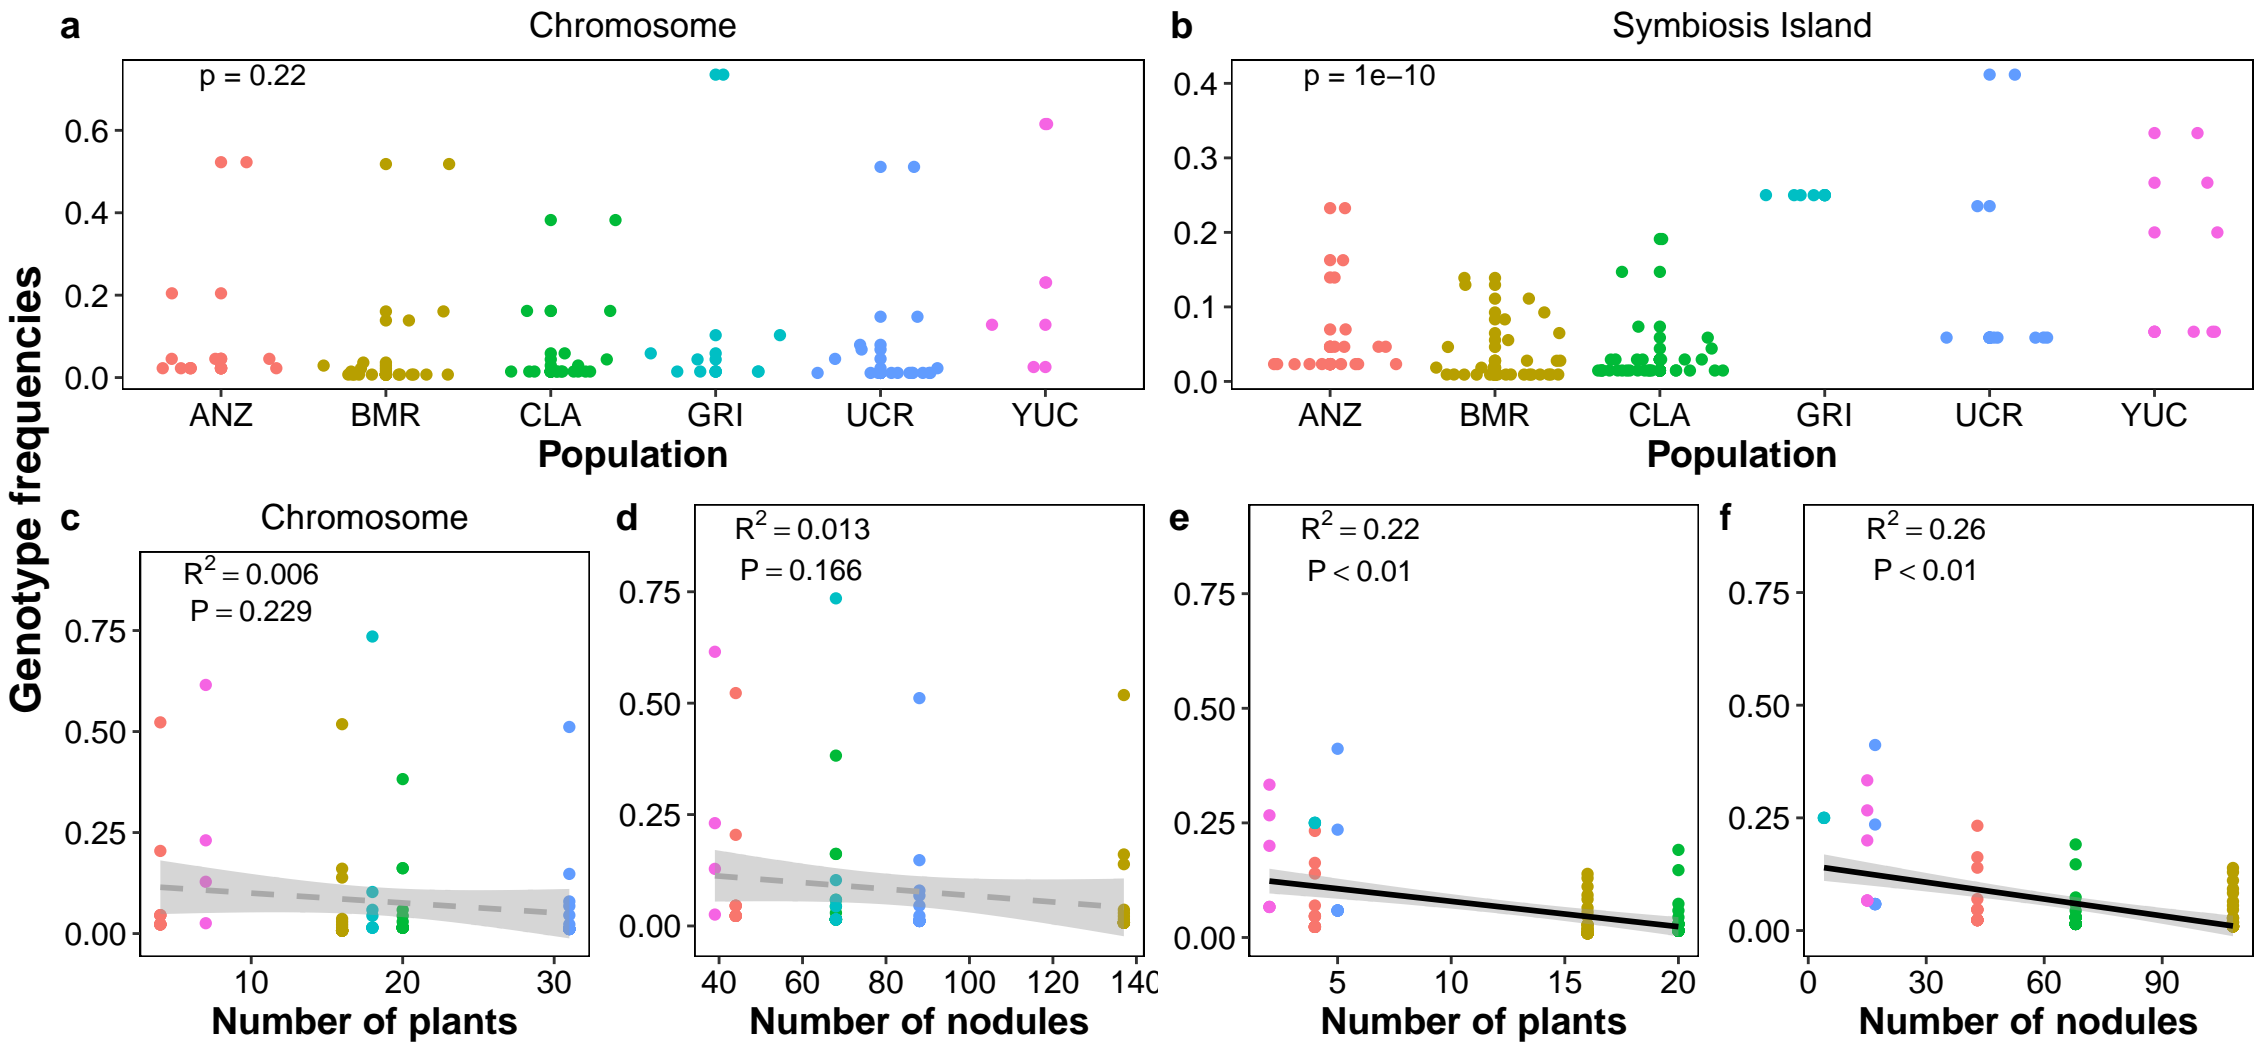 a Chromosome
b Symbiosis Island
p = 0.22
p = 1e−10
0.6
0.4
0.2
0.0
0.4
0.3
0.2
0.1
0.0
ANZ BMR CLA GRI UCR YUC
Population
ANZ BMR CLA GRI UCR YUC
Population
Genotype frequencies
c Chromosome
R² = 0.006
P = 0.229
0.75
0.50
0.25
0.00
10 20 30
Number of plants
d
R² = 0.013
P = 0.166
0.75
0.50
0.25
0.00
40 60 80 100 120 140
Number of nodules
e
R² = 0.22
P < 0.01
0.75
0.50
0.25
0.00
5 10 15 20
Number of plants
f
R² = 0.26
P < 0.01
0.75
0.50
0.25
0.00
0 30 60 90
Number of nodules